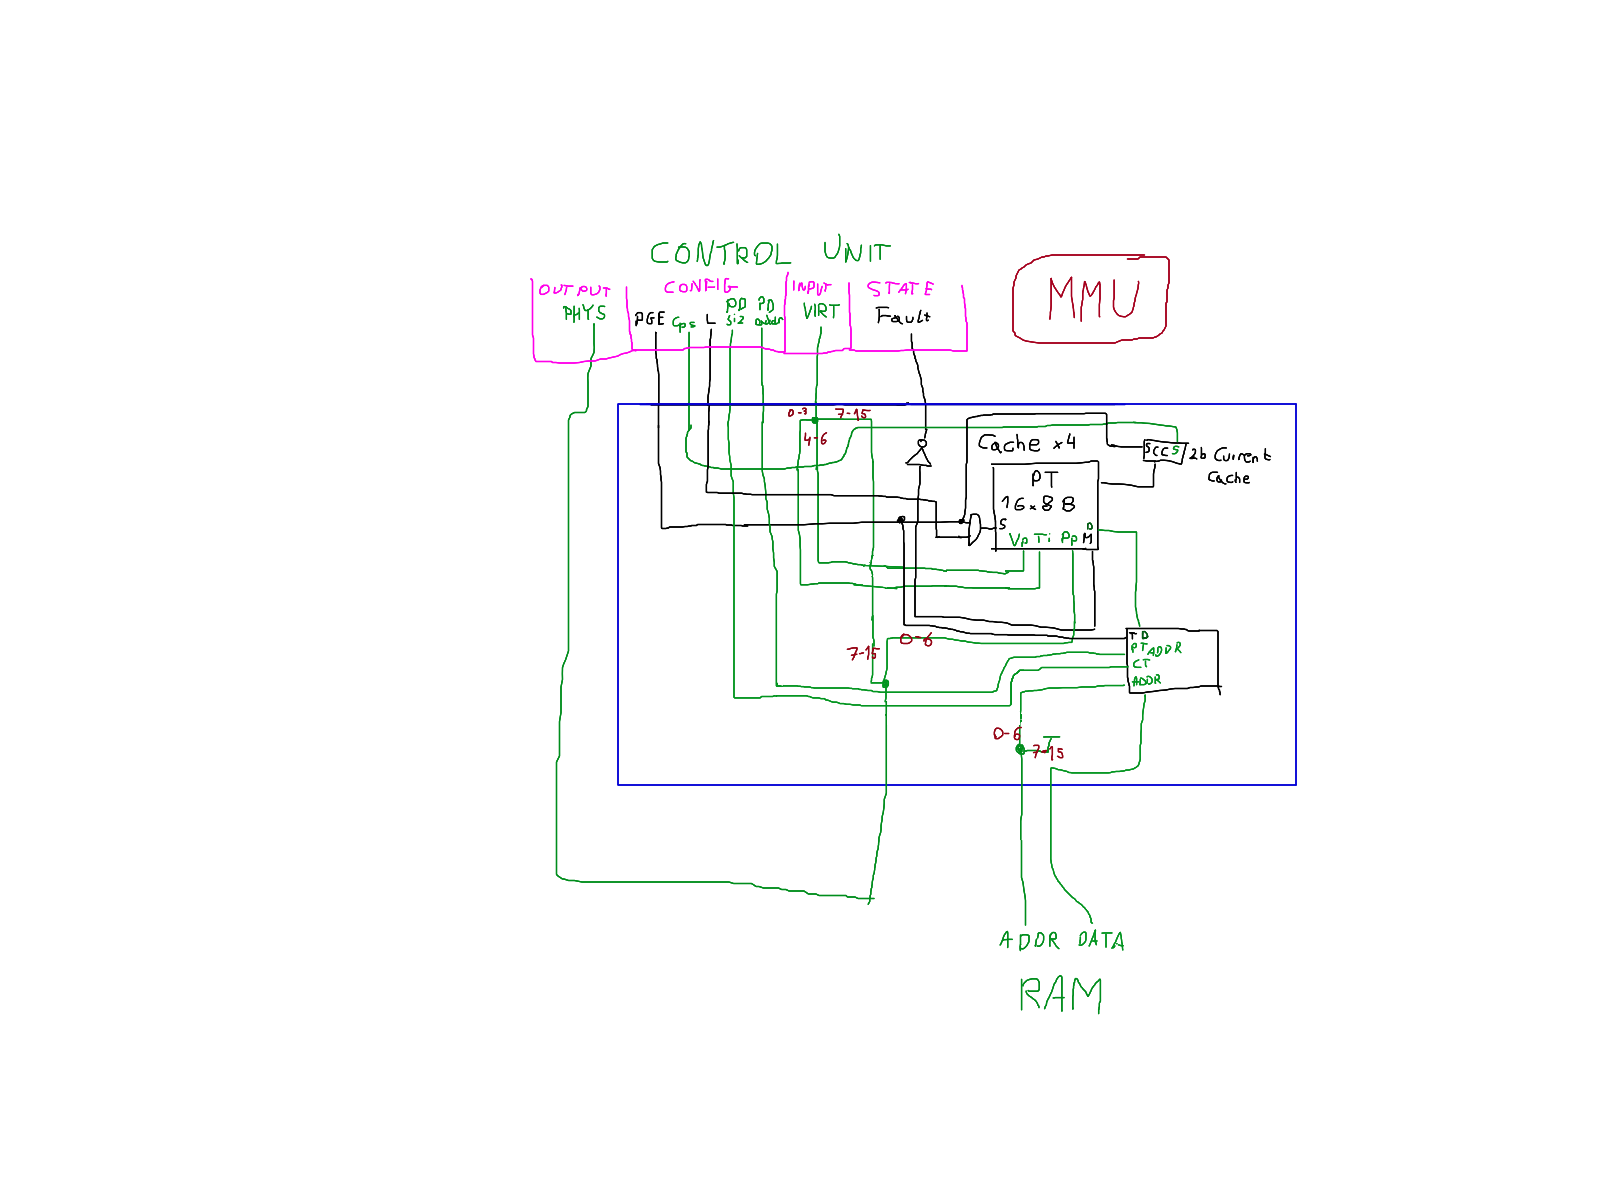 CONTROL UNIT
OUTPUT CONFIG INPUT STATE
PHYS PGE Cps L PD Siz PD addr VIRT Fault
MMU
0-3 7-15
4-6
Cache x4
SCCS 2b Current
Cache
PT
16x8B
S
D
Vp Ti Pp M
0-6
7-15
T D
PT ADDR
CT
ADDR
0-6
7-15
ADDR DATA
RAM